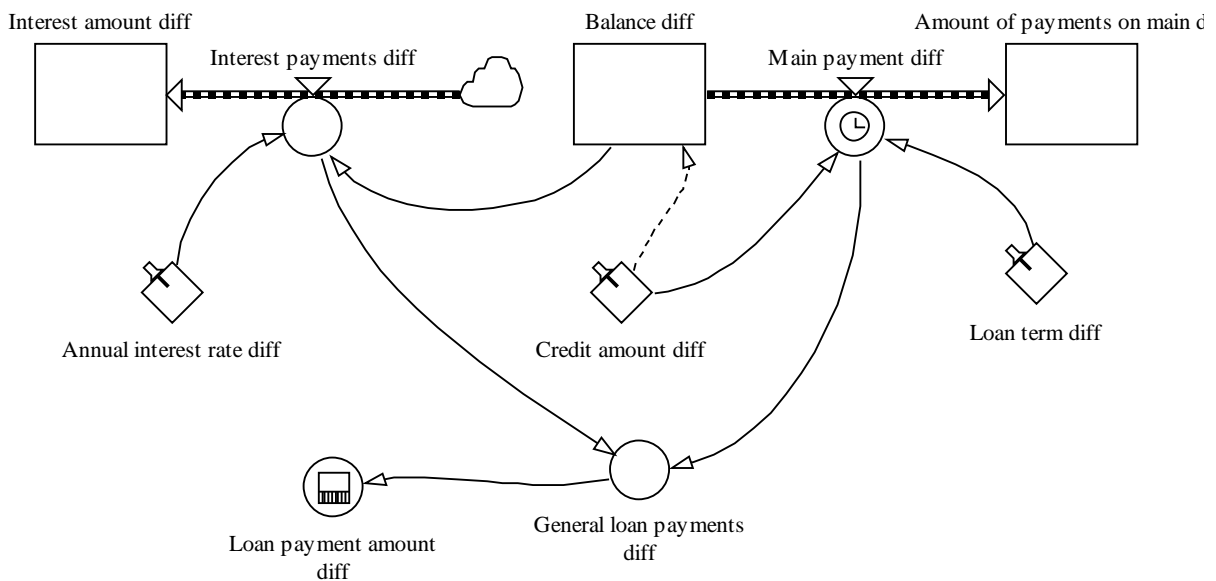 Interest amount diff
Balance diff
Amount of payments on main d
Interest payments diff
Main payment diff
Annual interest rate diff
Credit amount diff
Loan term diff
General loan payments
diff
Loan payment amount
diff